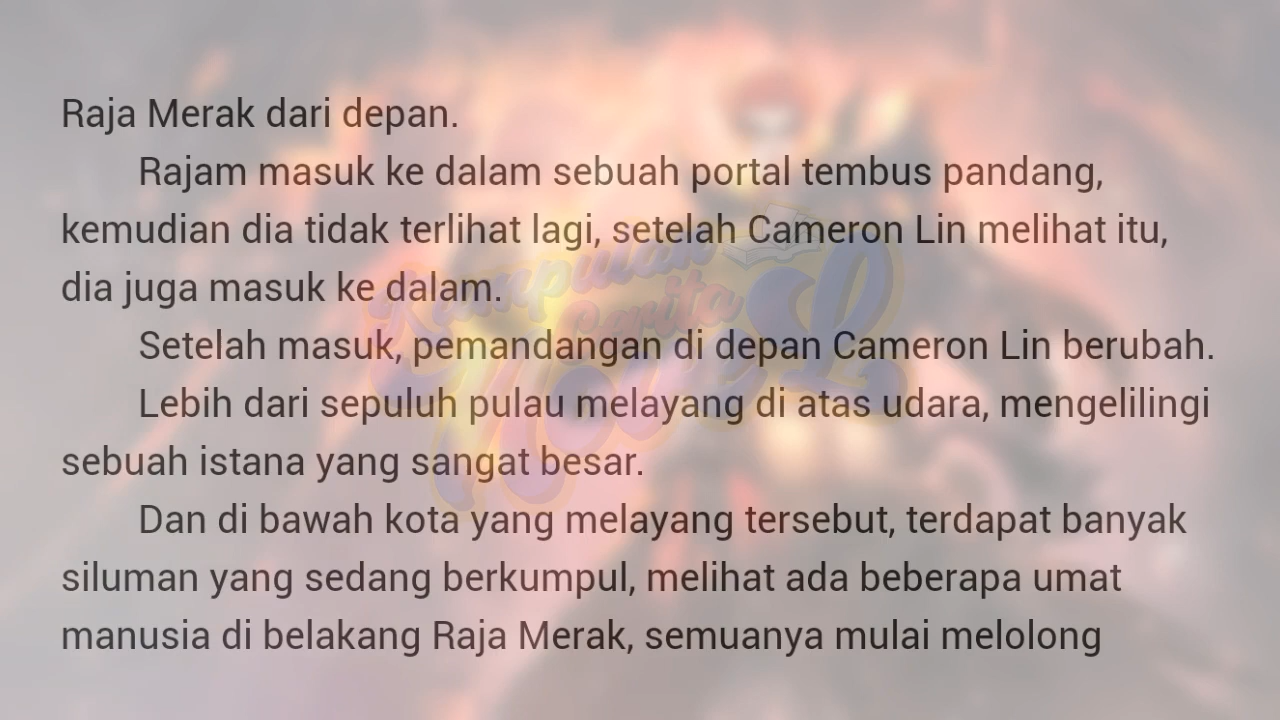 Raja Merak dari depan.
Rajam masuk ke dalam sebuah portal tembus pandang,
kemudian dia tidak terlihat lagi, setelah Cameron Lin melihat itu,
dia juga masuk ke dalam.
Setelah masuk, pemandangan di depan Cameron Lin berubah.
Lebih dari sepuluh pulau melayang di atas udara, mengelilingi
sebuah istana yang sangat besar.
Dan di bawah kota yang melayang tersebut, terdapat banyak
siluman yang sedang berkumpul, melihat ada beberapa umat
manusia di belakang Raja Merak, semuanya mulai melolong
Kumpulan
Cerita